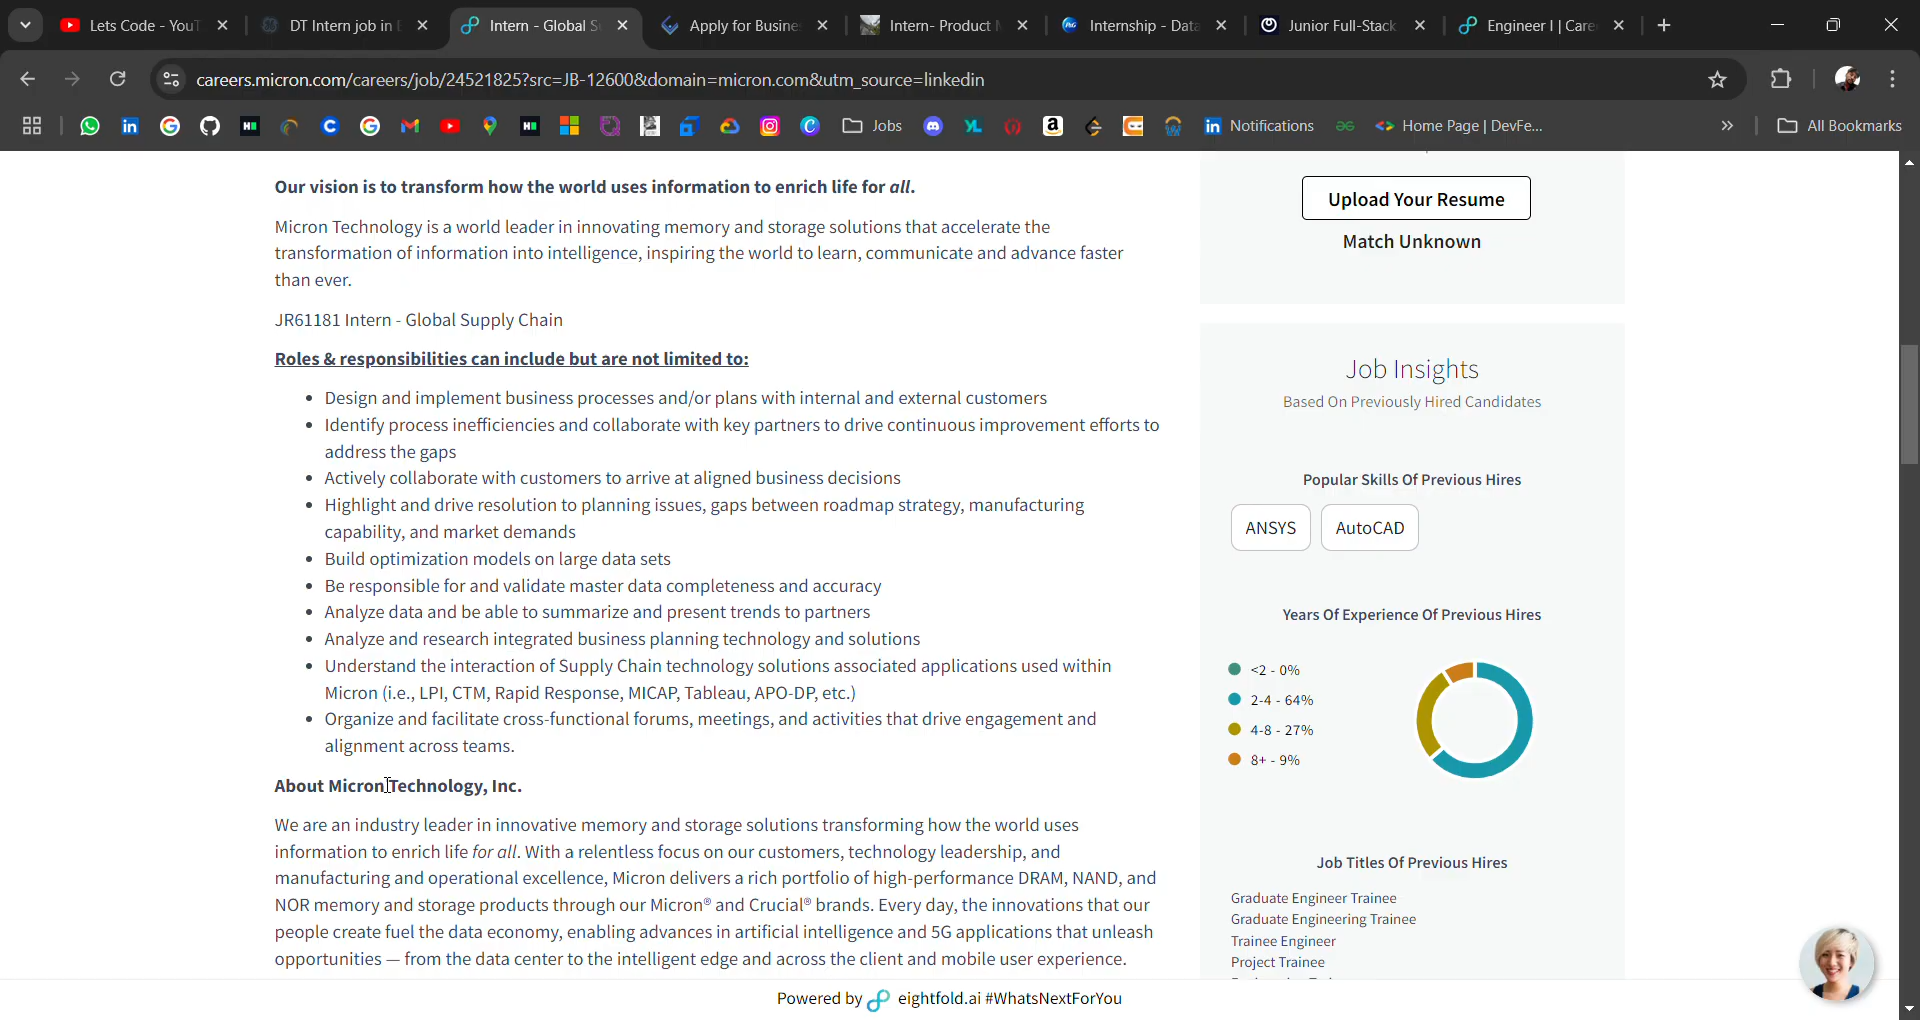 Lets Code - YouT
DT Intern job in E
Intern - Global S
Apply for Busine
Intern- Product M
Internship - Data
Junior Full-Stack
Engineer I | Care
careers.micron.com/careers/job/24521825?src=JB-12600&domain=micron.com&utm_source=linkedin
Jobs
Notifications
Home Page | DevFe...
All Bookmarks
Our vision is to transform how the world uses information to enrich life for all.
Micron Technology is a world leader in innovating memory and storage solutions that accelerate the
transformation of information into intelligence, inspiring the world to learn, communicate and advance faster
than ever.
JR61181 Intern - Global Supply Chain
Roles & responsibilities can include but are not limited to:
• Design and implement business processes and/or plans with internal and external customers
• Identify process inefficiencies and collaborate with key partners to drive continuous improvement efforts to
address the gaps
• Actively collaborate with customers to arrive at aligned business decisions
• Highlight and drive resolution to planning issues, gaps between roadmap strategy, manufacturing
capability, and market demands
• Build optimization models on large data sets
• Be responsible for and validate master data completeness and accuracy
• Analyze data and be able to summarize and present trends to partners
• Analyze and research integrated business planning technology and solutions
• Understand the interaction of Supply Chain technology solutions associated applications used within
Micron (i.e., LPI, CTM, Rapid Response, MICAP, Tableau, APO-DP, etc.)
• Organize and facilitate cross-functional forums, meetings, and activities that drive engagement and
alignment across teams.
About Micron Technology, Inc.
We are an industry leader in innovative memory and storage solutions transforming how the world uses
information to enrich life for all. With a relentless focus on our customers, technology leadership, and
manufacturing and operational excellence, Micron delivers a rich portfolio of high-performance DRAM, NAND, and
NOR memory and storage products through our Micron® and Crucial® brands. Every day, the innovations that our
people create fuel the data economy, enabling advances in artificial intelligence and 5G applications that unleash
opportunities — from the data center to the intelligent edge and across the client and mobile user experience.
Upload Your Resume
Match Unknown
Job Insights
Based On Previously Hired Candidates
Popular Skills Of Previous Hires
ANSYS
AutoCAD
Years Of Experience Of Previous Hires
<2 - 0%
2-4 - 64%
4-8 - 27%
8+ - 9%
Job Titles Of Previous Hires
Graduate Engineer Trainee
Graduate Engineering Trainee
Trainee Engineer
Project Trainee
Powered by eightfold.ai #WhatsNextForYou